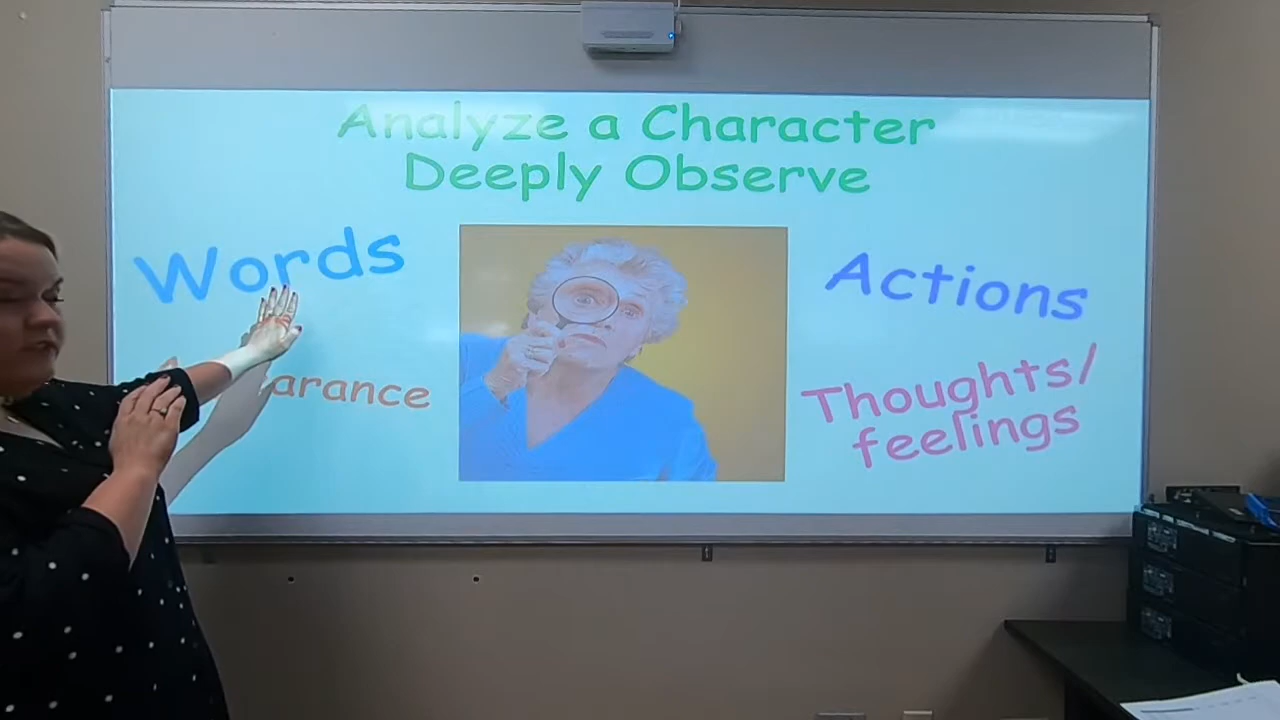 Analyze a Character
Deeply Observe
Words
Actions
arance
Thoughts/
feelings